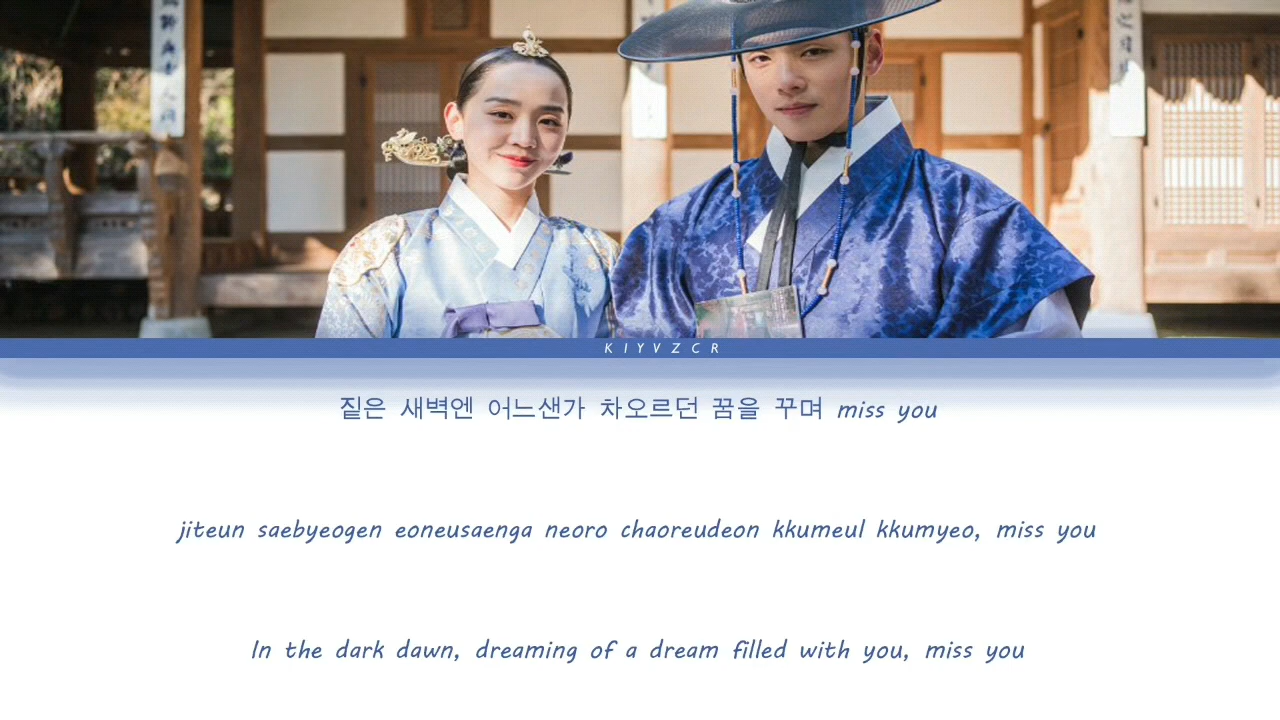 K I Y V Z C R
짙은 새벽엔 어느샌가 차오르던 꿈을 꾸며 miss you
jiteun saebyeogen eoneusaenga neoro chaoreudeon kkumeul kkumyeo, miss you
In the dark dawn, dreaming of a dream filled with you, miss you